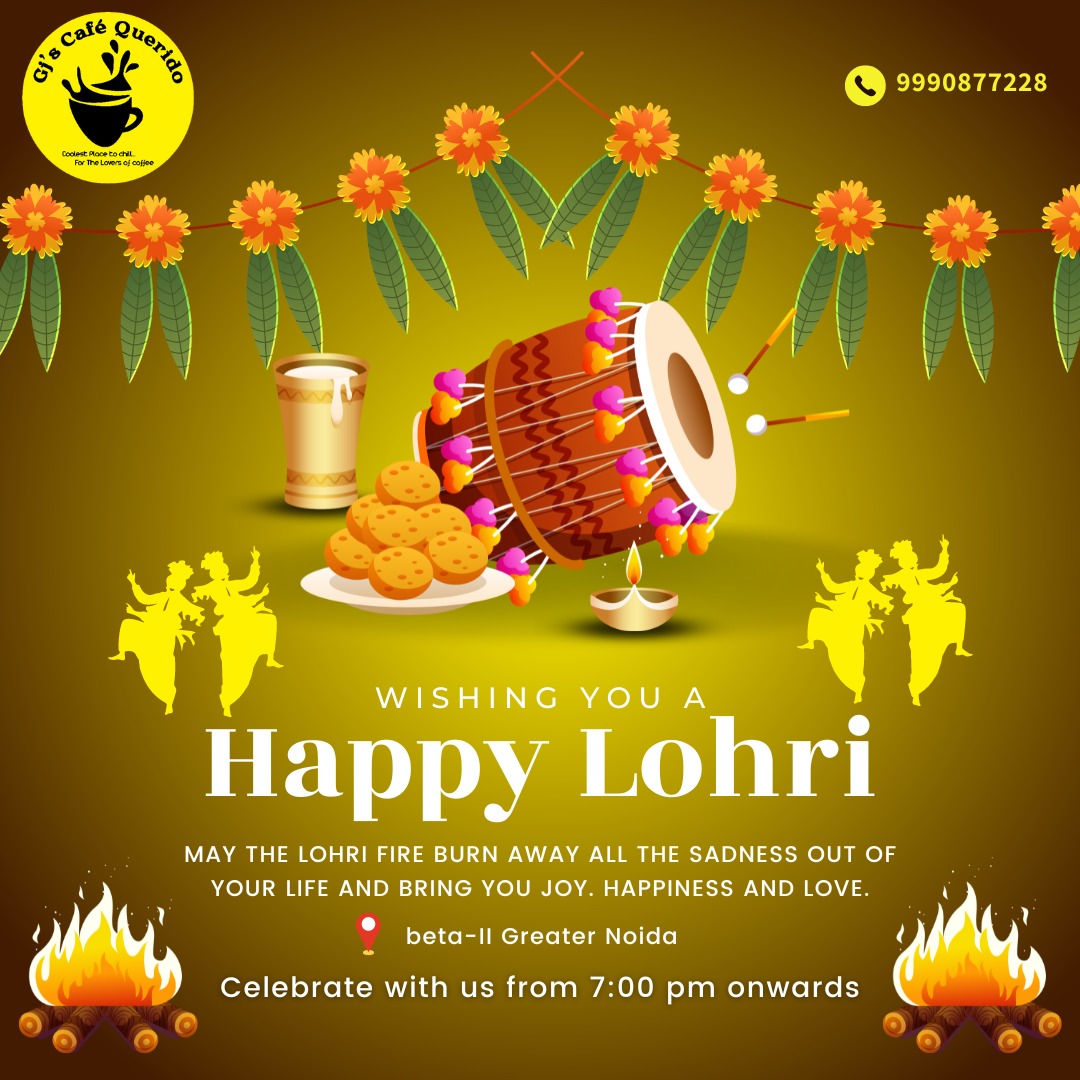 Gj's Café Querido
Coolest Place to chill...
For The Lovers of coffee
9990877228
WISHING YOU A
Happy Lohri
MAY THE LOHRI FIRE BURN AWAY ALL THE SADNESS OUT OF
YOUR LIFE AND BRING YOU JOY. HAPPINESS AND LOVE.
beta-II Greater Noida
Celebrate with us from 7:00 pm onwards